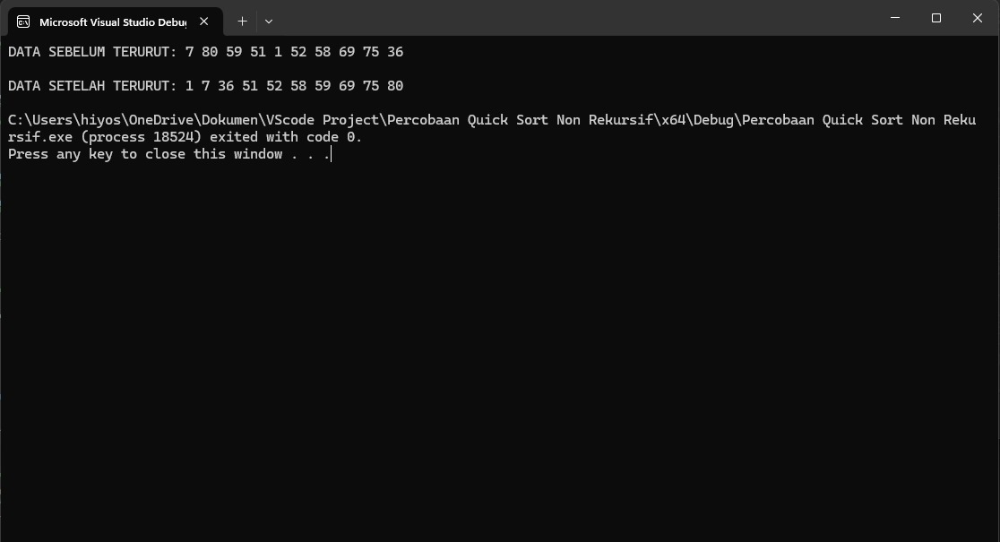 Microsoft Visual Studio Debu
DATA SEBELUM TERURUT: 7 80 59 51 1 52 58 69 75 36
DATA SETELAH TERURUT: 1 7 36 51 52 58 59 69 75 80
C:\Users\hiyos\OneDrive\Dokumen\VScode Project\Percobaan Quick Sort Non Rekursif\x64\Debug\Percobaan Quick Sort Non Reku
rsif.exe (process 18524) exited with code 0.
Press any key to close this window . . .